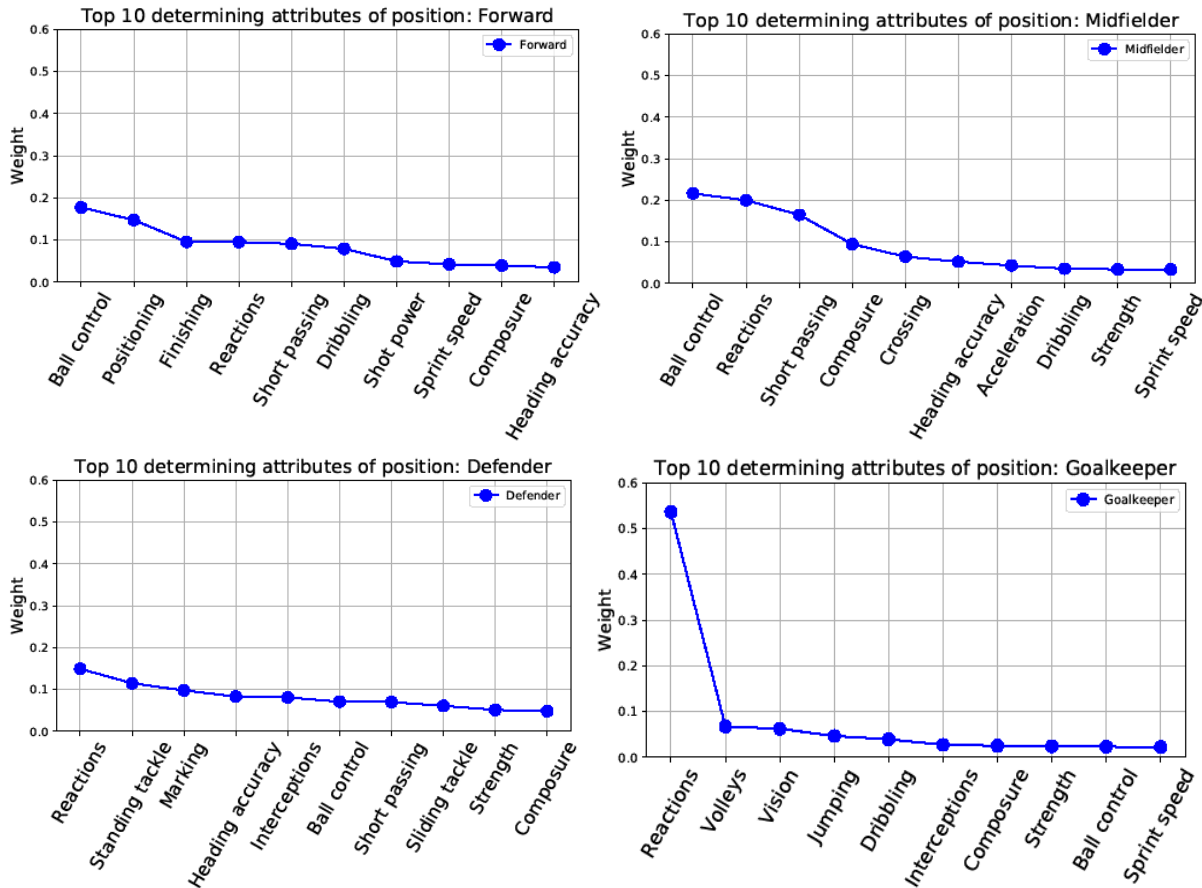 Top 10 determining attributes of position: Forward
0.6
0.5
0.4
0.3
0.2
0.1
0.0
Weight
Forward
Ball control
Positioning
Finishing
Reactions
Short passing
Dribbling
Shot power
Sprint speed
Composure
Heading accuracy
Top 10 determining attributes of position: Midfielder
0.6
0.5
0.4
0.3
0.2
0.1
0.0
Weight
Midfielder
Ball control
Reactions
Short passing
Composure
Crossing
Heading accuracy
Acceleration
Dribbling
Strength
Sprint speed
Top 10 determining attributes of position: Defender
0.6
0.5
0.4
0.3
0.2
0.1
0.0
Weight
Defender
Reactions
Standing tackle
Marking
Heading accuracy
Interceptions
Ball control
Short passing
Sliding tackle
Strength
Composure
Top 10 determining attributes of position: Goalkeeper
0.6
0.5
0.4
0.3
0.2
0.1
0.0
Weight
Goalkeeper
Reactions
Volleys
Vision
Jumping
Dribbling
Interceptions
Composure
Strength
Ball control
Sprint speed